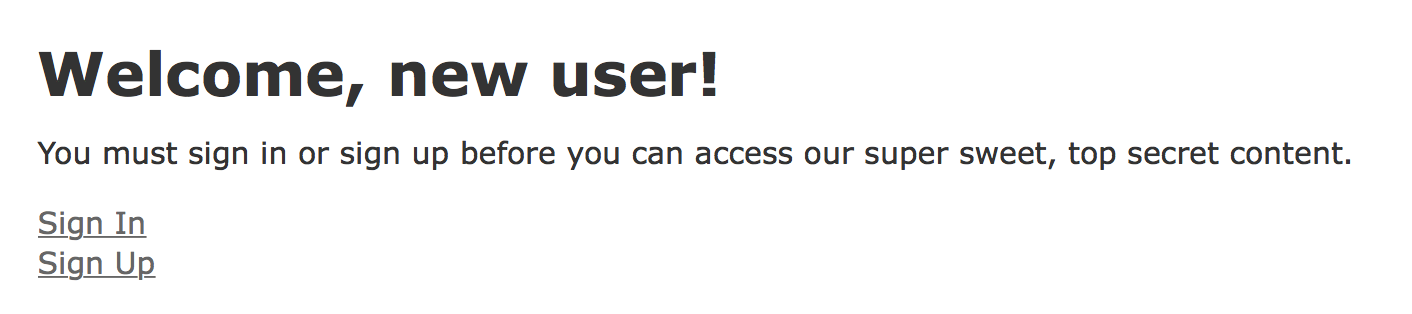 Welcome, new user!
You must sign in or sign up before you can access our super sweet, top secret content.
Sign In
Sign Up